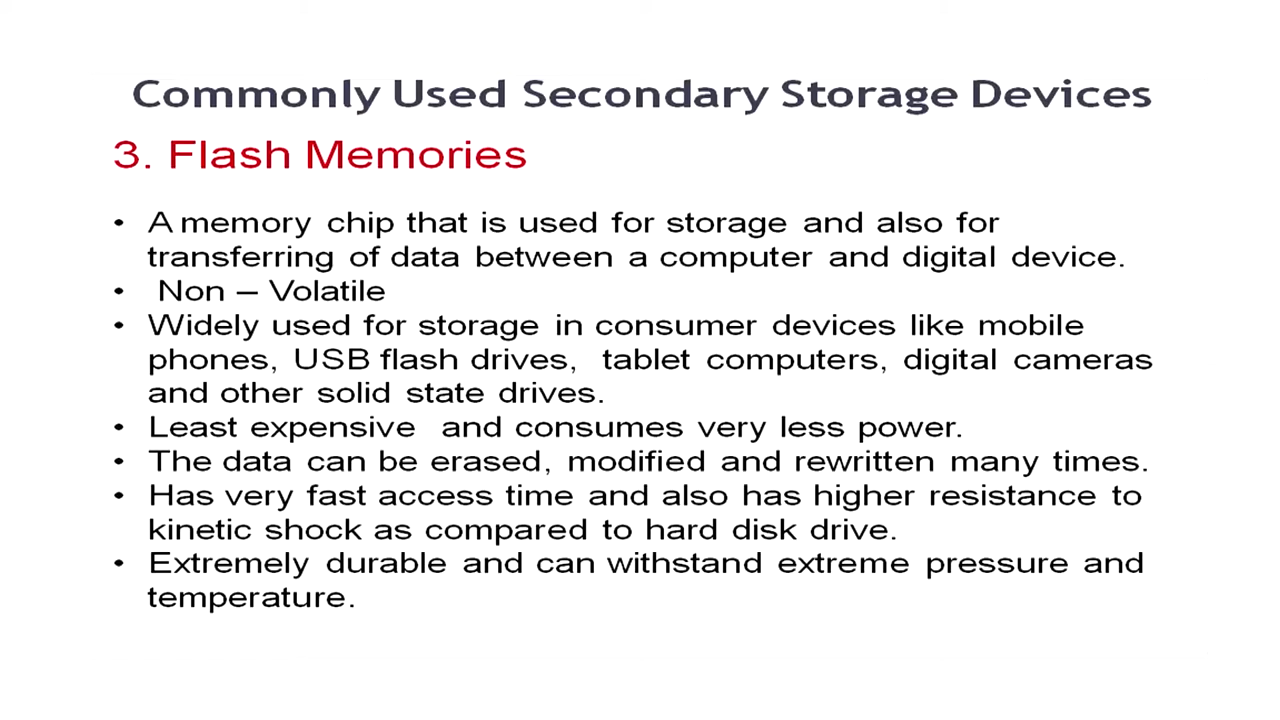 Commonly Used Secondary Storage Devices
3. Flash Memories
• A memory chip that is used for storage and also for
transferring of data between a computer and digital device.
• Non – Volatile
• Widely used for storage in consumer devices like mobile
phones, USB flash drives, tablet computers, digital cameras
and other solid state drives.
• Least expensive and consumes very less power.
• The data can be erased, modified and rewritten many times.
• Has very fast access time and also has higher resistance to
kinetic shock as compared to hard disk drive.
• Extremely durable and can withstand extreme pressure and
temperature.